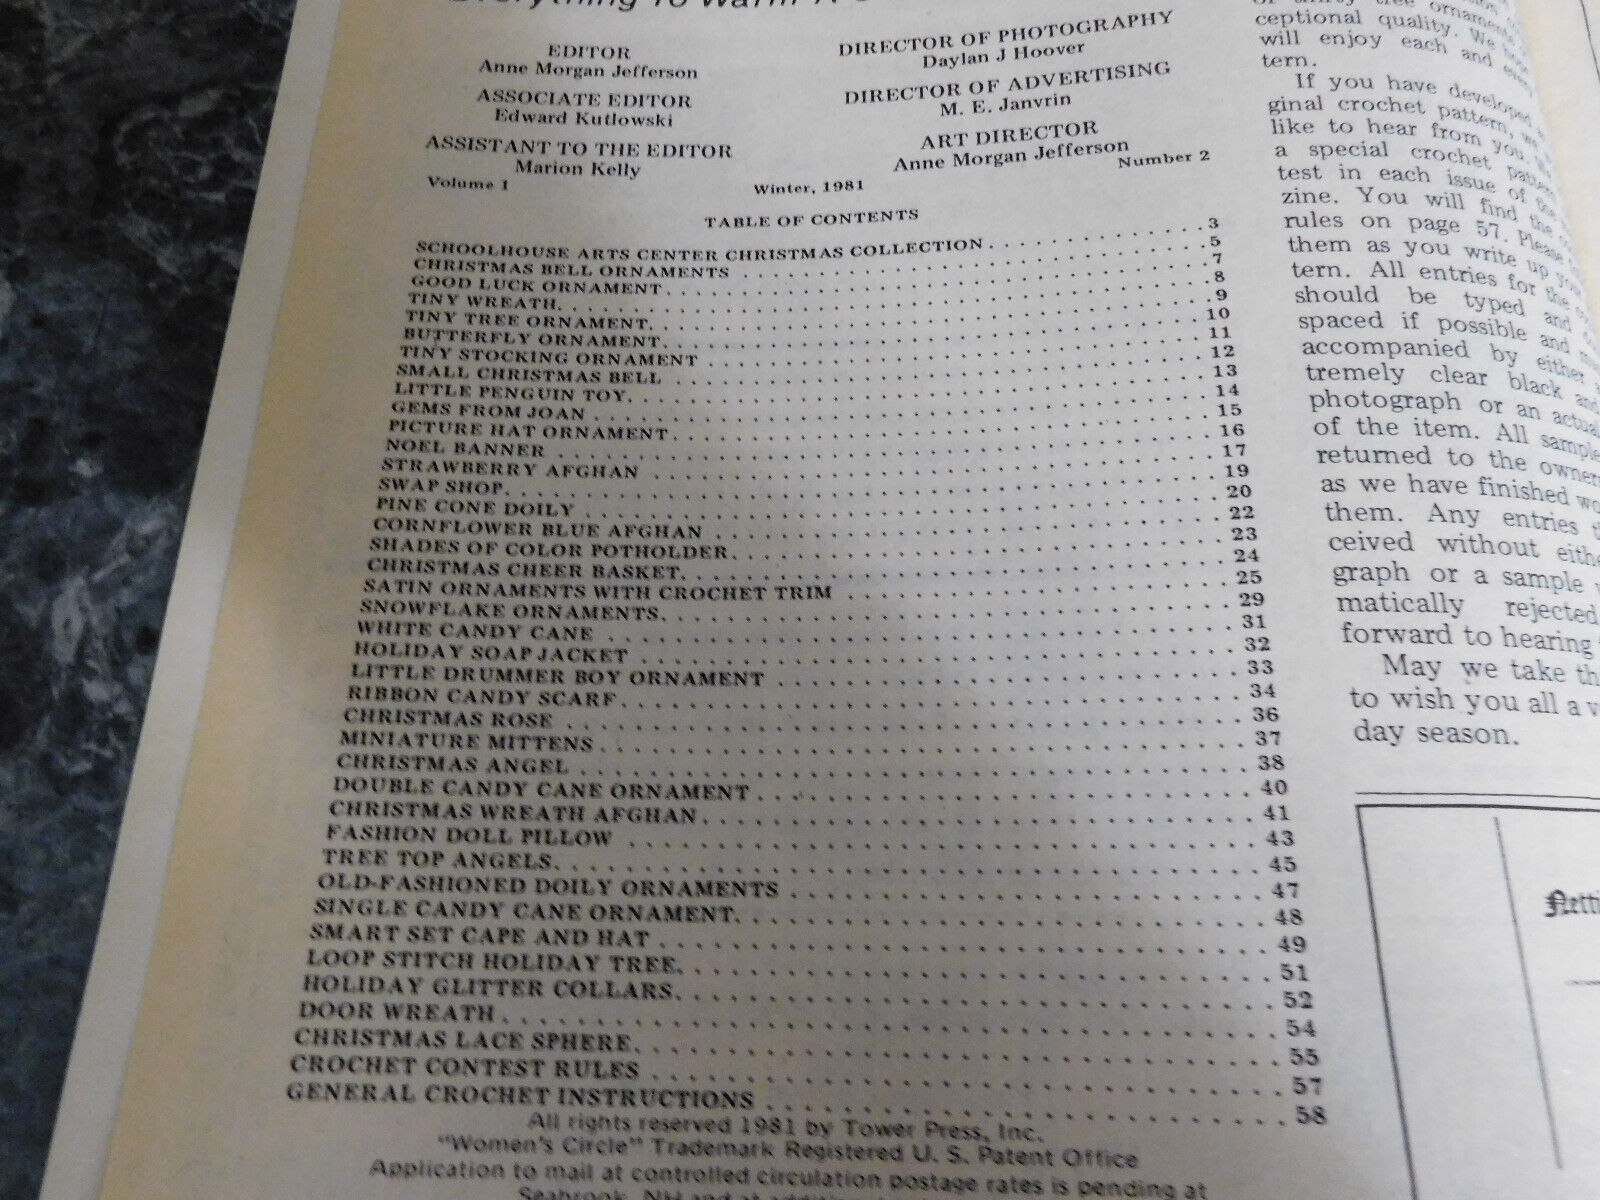 Everything To Warm A
EDITOR
Anne Morgan Jefferson
ASSOCIATE EDITOR
Edward Kutlowski
ASSISTANT TO THE EDITOR
Marion Kelly
DIRECTOR OF PHOTOGRAPHY
Daylan J Hoover
DIRECTOR OF ADVERTISING
M. E. Janvrin
ART DIRECTOR
Anne Morgan Jefferson
Volume 1 Winter, 1981 Number 2
TABLE OF CONTENTS
SCHOOLHOUSE ARTS CENTER CHRISTMAS COLLECTION 3
CHRISTMAS BELL ORNAMENTS 5
GOOD LUCK ORNAMENT 7
TINY WREATH 8
TINY TREE ORNAMENT 9
BUTTERFLY ORNAMENT 10
TINY STOCKING ORNAMENT 11
SMALL CHRISTMAS BELL 12
LITTLE PENGUIN TOY 13
GEMS FROM JOAN 14
PICTURE HAT ORNAMENT 15
NOEL BANNER 16
STRAWBERRY AFGHAN 17
SWAP SHOP 19
PINE CONE DOILY 20
CORNFLOWER BLUE AFGHAN 22
SHADES OF COLOR POTHOLDER 23
CHRISTMAS CHEER BASKET 24
SATIN ORNAMENTS WITH CROCHET TRIM 25
SNOWFLAKE ORNAMENTS 29
WHITE CANDY CANE 31
HOLIDAY SOAP JACKET 32
LITTLE DRUMMER BOY ORNAMENT 33
RIBBON CANDY SCARF 34
CHRISTMAS ROSE 36
MINIATURE MITTENS 37
CHRISTMAS ANGEL 38
DOUBLE CANDY CANE ORNAMENT 40
CHRISTMAS WREATH AFGHAN 41
FASHION DOLL PILLOW 43
TREE TOP ANGELS 45
OLD-FASHIONED DOILY ORNAMENTS 47
SINGLE CANDY CANE ORNAMENT 48
SMART SET CAPE AND HAT 49
LOOP STITCH HOLIDAY TREE 51
HOLIDAY GLITTER COLLARS 52
DOOR WREATH 54
CHRISTMAS LACE SPHERE 55
CROCHET CONTEST RULES 57
GENERAL CROCHET INSTRUCTIONS 58
All rights reserved 1981 by Tower Press, Inc.
"Women's Circle" Trademark Registered U. S. Patent Office
Application to mail at controlled circulation postage rates is pending at
Seabrook, NH and at
of thirty tree ornaments
ceptional quality. We
will enjoy each and every
tern.
If you have developed
ginal crochet pattern,
like to hear from you.
a special crochet
test in each issue of the
zine. You will find the
rules on page 57. Please
them as you write up your
tern. All entries for the
should be typed and
spaced if possible and
accompanied by either
tremely clear black and
photograph or an actual
of the item. All
returned to the
as we have finished
them. Any entries
ceived without
graph or a sample
matically rejected
forward to hearing
May we take
to wish you all a
day season.